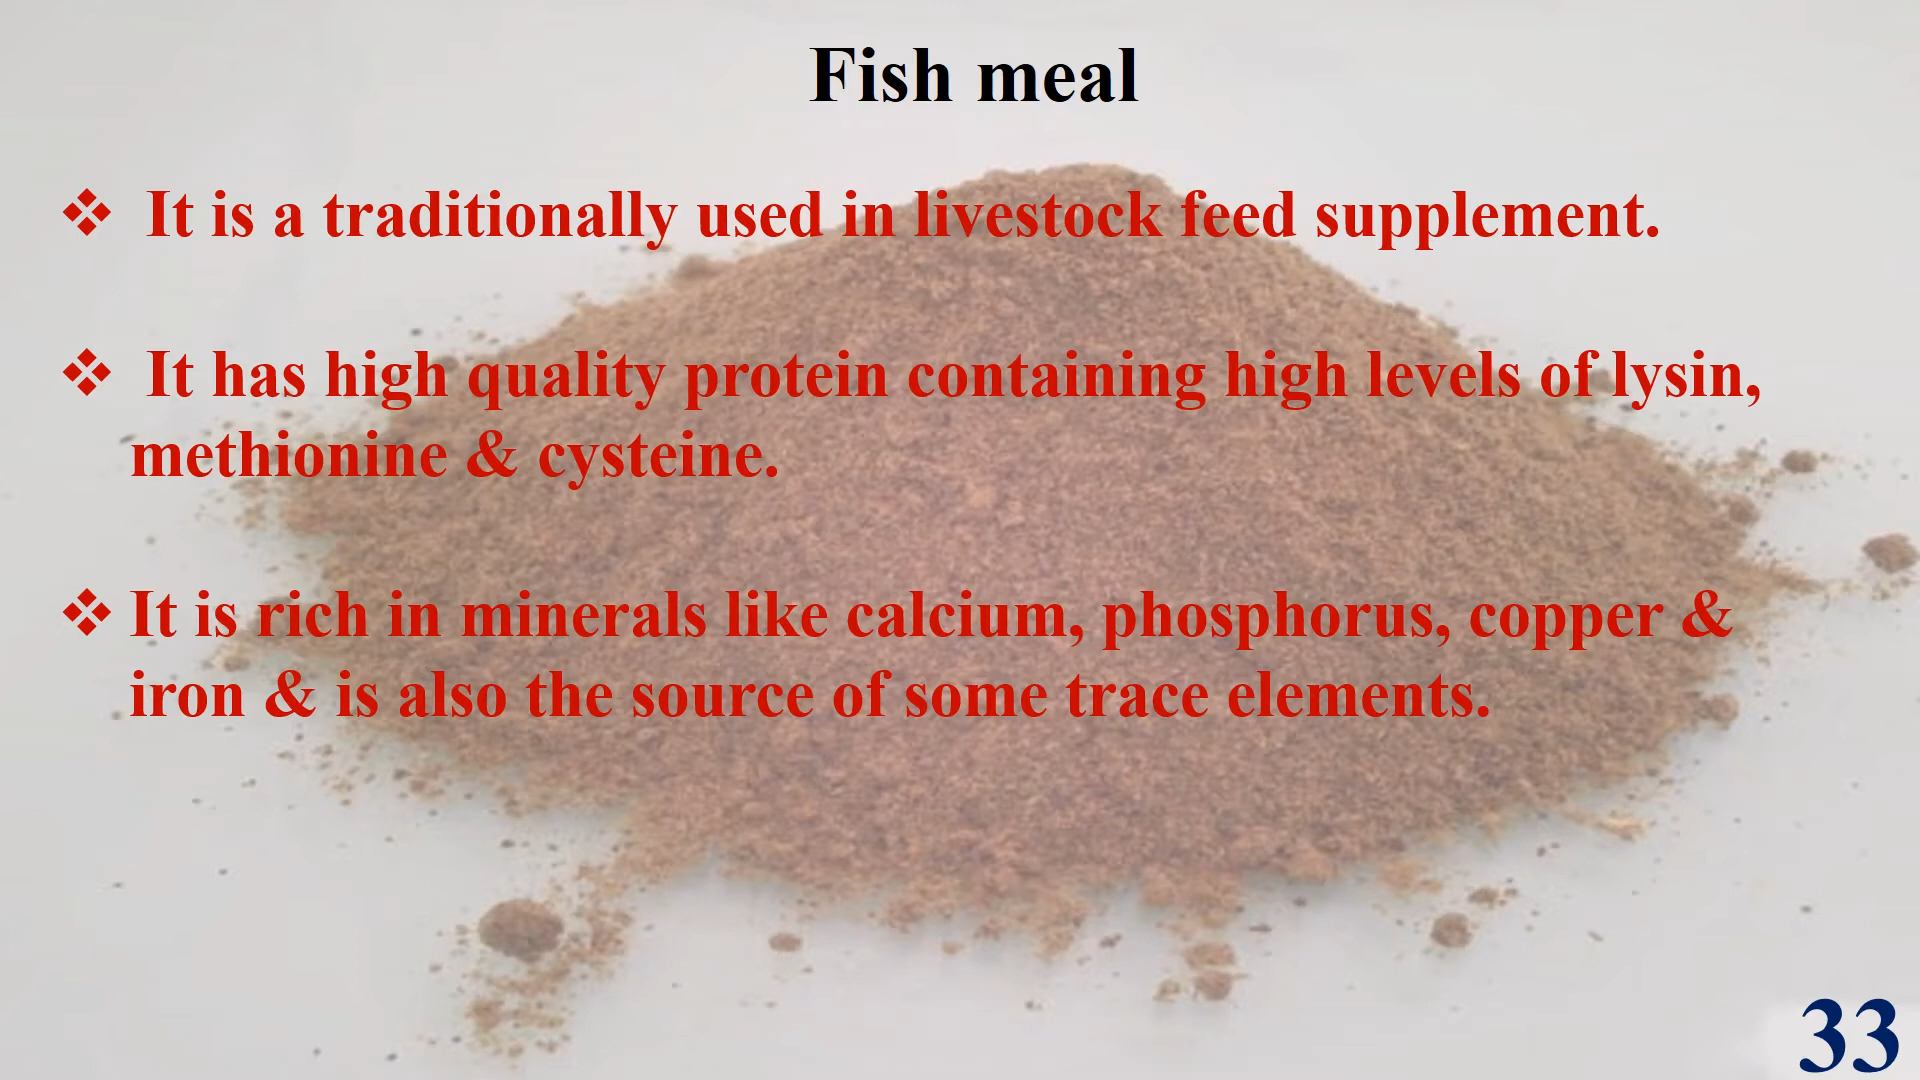 Fish meal
❖ It is a traditionally used in livestock feed supplement.
❖ It has high quality protein containing high levels of lysin,
methionine & cysteine.
❖ It is rich in minerals like calcium, phosphorus, copper &
iron & is also the source of some trace elements.
33